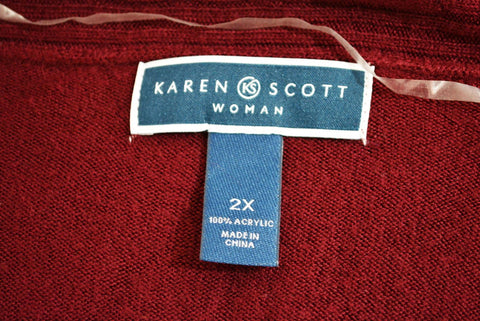 KAREN KS SCOTT
WOMAN
2X
100% ACRYLIC
MADE IN
CHINA